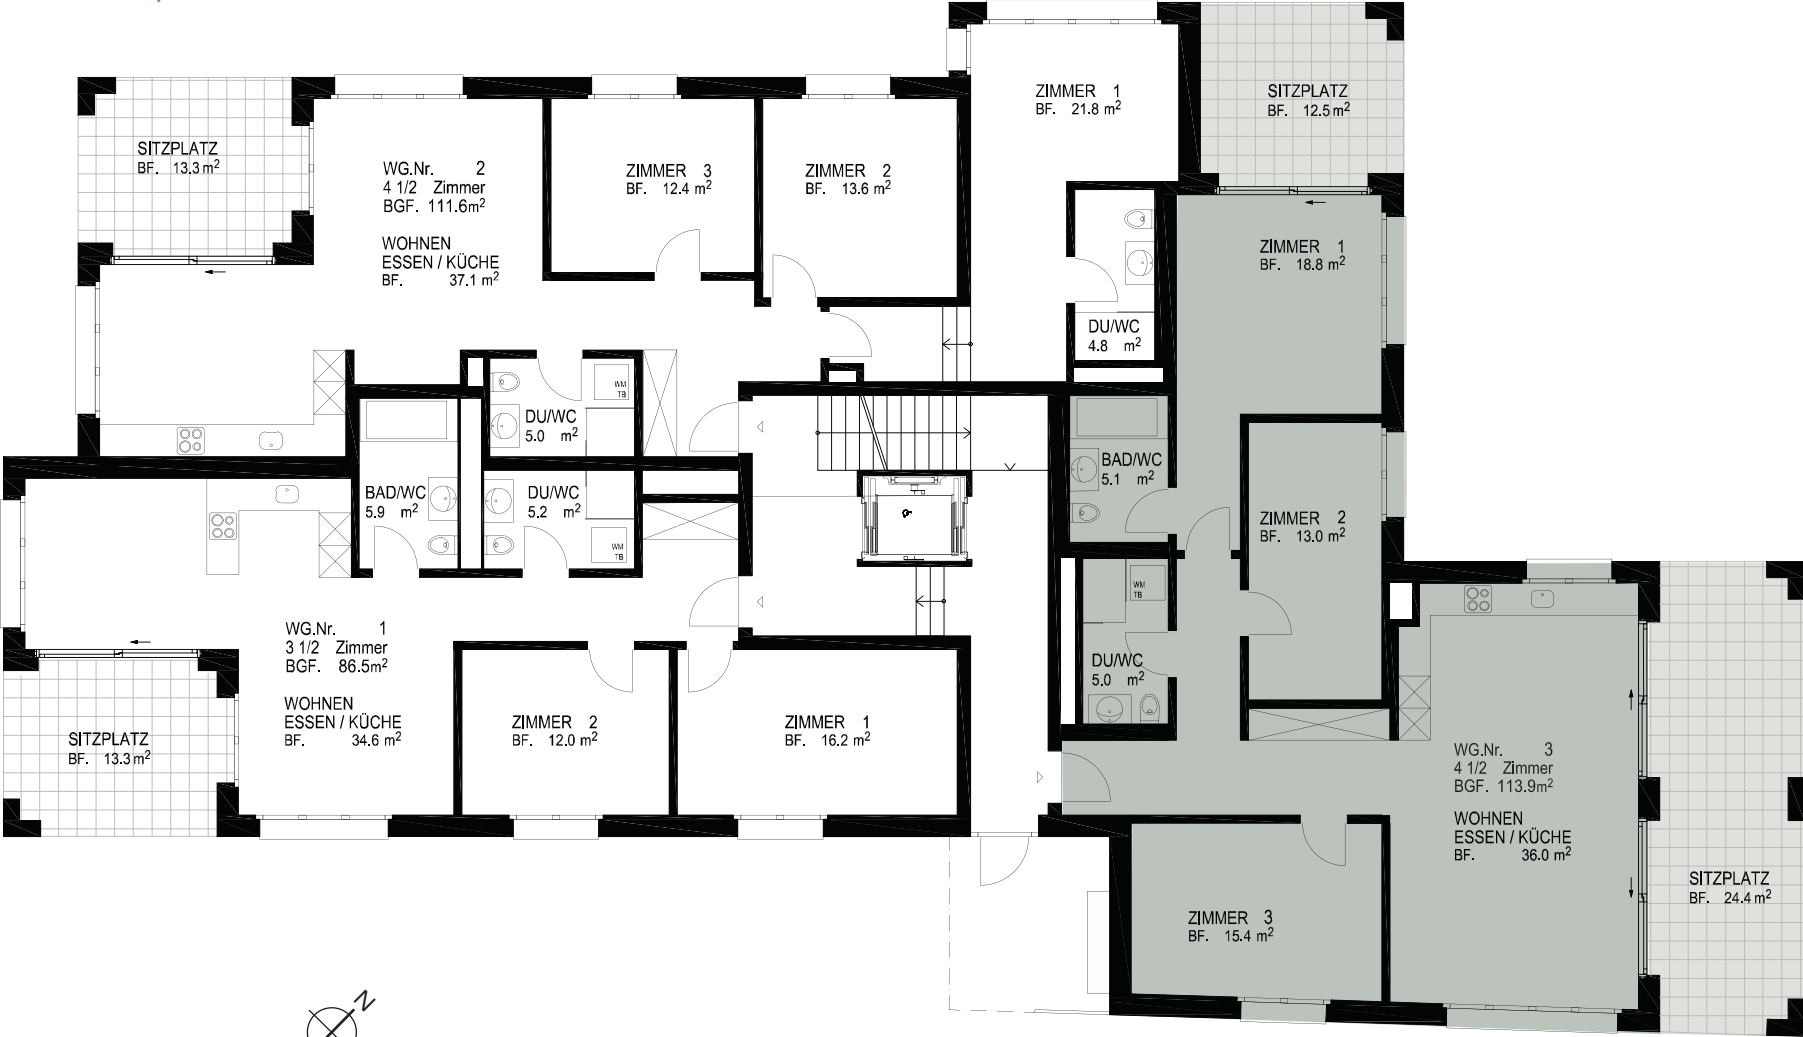 ZIMMER 1
BF. 21.8 m²
SITZPLATZ
BF. 12.5 m²
SITZPLATZ
BF. 13.3 m²
WG.Nr. 2
4 1/2 Zimmer
BGF. 111.6m²
WOHNEN
ESSEN / KÜCHE
BF. 37.1 m²
ZIMMER 3
BF. 12.4 m²
ZIMMER 2
BF. 13.6 m²
ZIMMER 1
BF. 18.8 m²
DU/WC
4.8 m²
WM
TB
DU/WC
5.0 m²
BAD/WC
5.9 m²
DU/WC
5.2 m²
WM
TB
BAD/WC
5.1 m²
ZIMMER 2
BF. 13.0 m²
WM
TB
DU/WC
5.0 m²
WG.Nr. 1
3 1/2 Zimmer
BGF. 86.5m²
WOHNEN
ESSEN / KÜCHE
BF. 34.6 m²
SITZPLATZ
BF. 13.3 m²
ZIMMER 2
BF. 12.0 m²
ZIMMER 1
BF. 16.2 m²
WG.Nr. 3
4 1/2 Zimmer
BGF. 113.9m²
WOHNEN
ESSEN / KÜCHE
BF. 36.0 m²
SITZPLATZ
BF. 24.4 m²
ZIMMER 3
BF. 15.4 m²
N